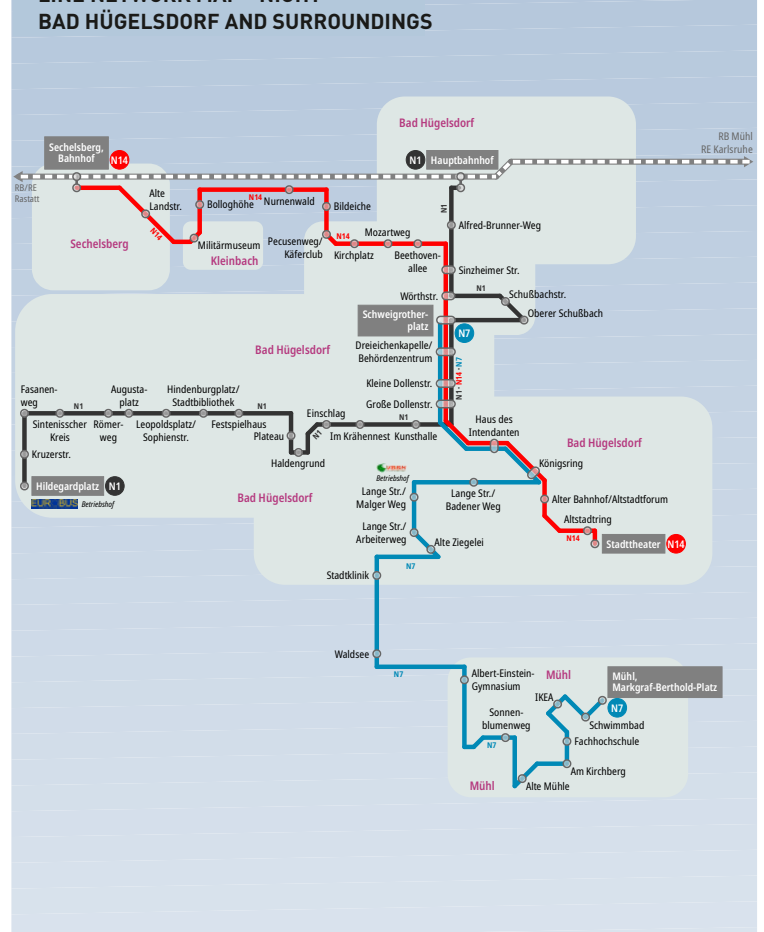 BAD HÜGELSDORF AND SURROUNDINGS
Bad Hügelsdorf
RB Mühl
RE Karlsruhe
Sechelsberg,
Bahnhof
N14
N1
Hauptbahnhof
RB/RE
Rastatt
Alte
Landstr.
N14
Bolloghöhe
N14
Nurnenwald
Bildeiche
N1
Alfred-Brunner-Weg
Sechelsberg
Militärmuseum
Kleinbach
Pecusenweg/
Käferclub
N14
Kirchplatz
Mozartweg
Beethoven-
allee
Sinzheimer Str.
Wörthstr.
N1
Schußbachstr.
Oberer Schußbach
Schweigrother-
platz
N7
Dreieichenkapelle/
Behördenzentrum
Bad Hügelsdorf
Kleine Dollenstr.
N1 · N14 · N7
Große Dollenstr.
Fasanen-
weg
N1
Sintenisscher
Kreis
Augusta-
platz
Römer-
weg
Hindenburgplatz/
Stadtbibliothek
Leopoldsplatz/
Sophienstr.
Festspielhaus
N1
Plateau
Haldengrund
Einschlag
N1
Im Krähennest
N1
Kunsthalle
Haus des
Intendanten
Bad Hügelsdorf
Königsring
Kruzerstr.
Hildegardplatz
N1
EUR BUS
Betriebshof
Bad Hügelsdorf
Betriebshof
Lange Str./
Malger Weg
Lange Str./
Badener Weg
Alter Bahnhof/Altstadtforum
Altstadtring
N14
Stadttheater
N14
Lange Str./
Arbeiterweg
Alte Ziegelei
N7
Stadtklinik
Waldsee
N7
Albert-Einstein-
Gymnasium
Mühl
Mühl,
Markgraf-Berthold-Platz
N7
IKEA
Schwimmbad
Sonnen-
blumenweg
N7
Fachhochschule
Am Kirchberg
Alte Mühle
Mühl